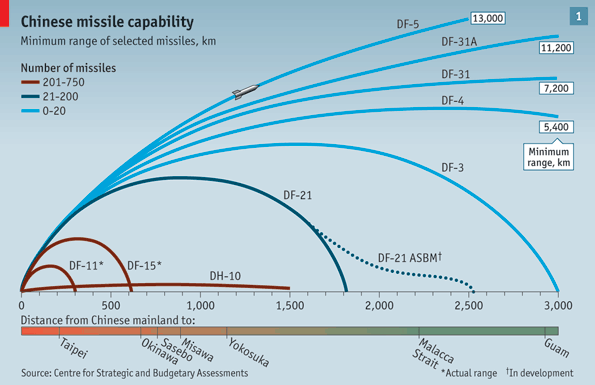 Chinese missile capability
1
Minimum range of selected missiles, km
Number of missiles
201–750
21–200
0–20
DF-5
13,000
DF-31A
11,200
DF-31
7,200
DF-4
5,400
Minimum
range, km
DF-3
DF-21
DF-21 ASBM†
DF-11*
DF-15*
DH-10
0
500
1,000
1,500
2,000
2,500
3,000
Distance from Chinese mainland to:
Taipei
Okinawa
Sasebo
Misawa
Yokosuka
Malacca
Strait
Guam
Source: Centre for Strategic and Budgetary Assessments
*Actual range †In development